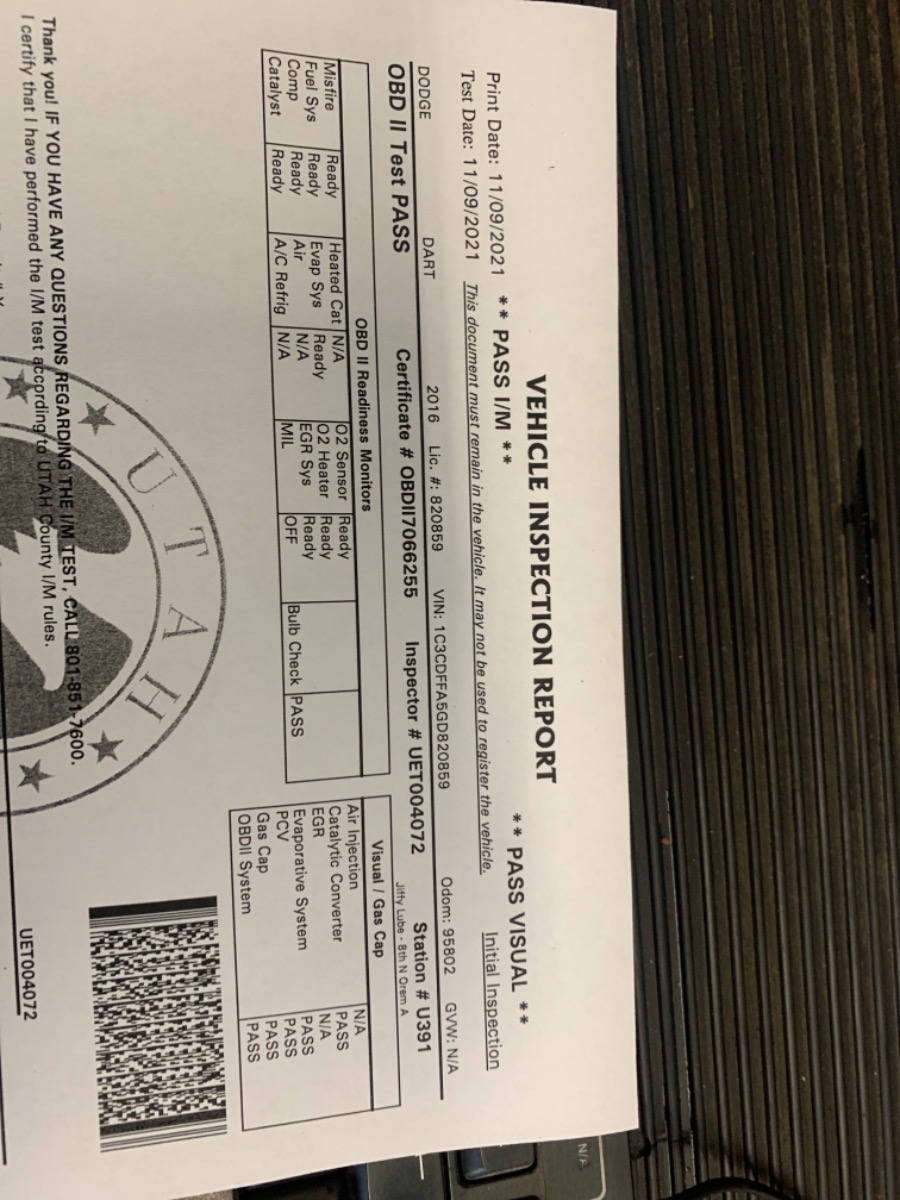 VEHICLE INSPECTION REPORT
Print Date: 11/09/2021 ** PASS I/M ** ** PASS VISUAL **
Test Date: 11/09/2021 This document must remain in the vehicle. It may not be used to register the vehicle. Initial Inspection
DODGE DART 2016 Lic. #: 820859 VIN: 1C3CDFFA5GD820859 Odom: 95802 GVW: N/A
OBD II Test PASS Certificate # OBDII7066255 Inspector # UET004072 Station # U391
Jiffy Lube - 8th N Orem A
OBD II Readiness Monitors
Misfire Ready Heated Cat N/A O2 Sensor Ready
Fuel Sys Ready Evap Sys Ready O2 Heater Ready
Comp Ready Air N/A EGR Sys Ready
Catalyst Ready A/C Refrig N/A MIL OFF Bulb Check PASS
Visual / Gas Cap
Air Injection N/A
Catalytic Converter PASS
EGR N/A
Evaporative System PASS
PCV PASS
Gas Cap PASS
OBDII System PASS
UTAH
Thank you! IF YOU HAVE ANY QUESTIONS REGARDING THE I/M TEST, CALL 801-851-7600.
I certify that I have performed the I/M test according to UTAH County I/M rules.
UET004072
N/A